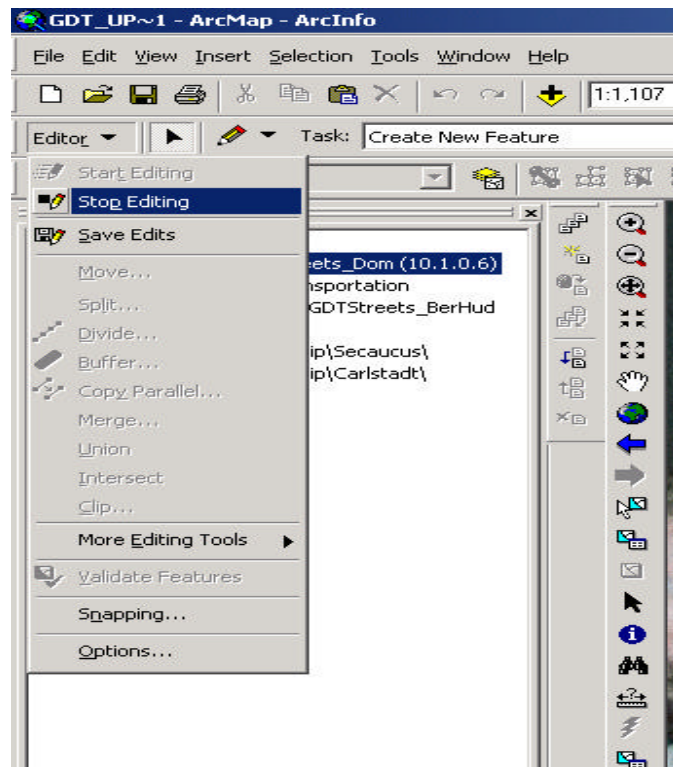 GDT_UP~1 - ArcMap - ArcInfo
File Edit View Insert Selection Tools Window Help
1:1,107
Editor Task: Create New Feature
Start Editing
Stop Editing
Save Edits
Move...
Split...
Divide...
Buffer...
Copy Parallel...
Merge...
Union
Intersect
Clip...
More Editing Tools
Validate Features
Snapping...
Options...
eets_Dom (10.1.0.6)
nsportation
GDTStreets_BerHud
ip\Secaucus\
ip\Carlstadt\